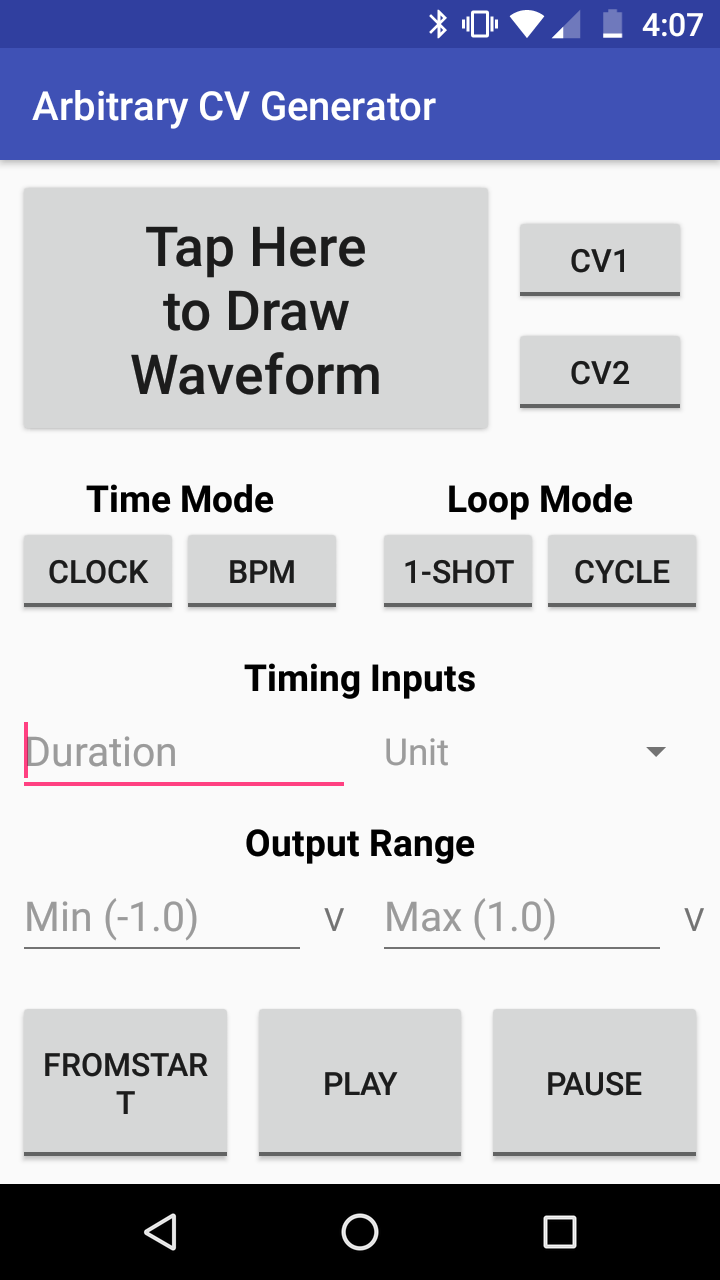 4:07
Arbitrary CV Generator
Tap Here
to Draw
Waveform
CV1
CV2
Time Mode
Loop Mode
CLOCK
BPM
1-SHOT
CYCLE
Timing Inputs
Duration
Unit
Output Range
Min (-1.0)
V
Max (1.0)
V
FROMSTAR
T
PLAY
PAUSE